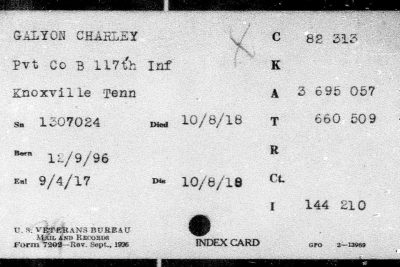 GALYON CHARLEY C 82 313
Pvt Co B 117th Inf K
Knoxville Tenn A 3 695 057
Sn 1307024 Died 10/8/18 T 660 509
Born 12/9/96 R
Enl 9/4/17 Dis 10/8/18 Ct.
I 144 210
U. S. VETERANS BUREAU
MAIL AND RECORDS
Form 7202—Rev. Sept., 1926 INDEX CARD GPO 2—13969